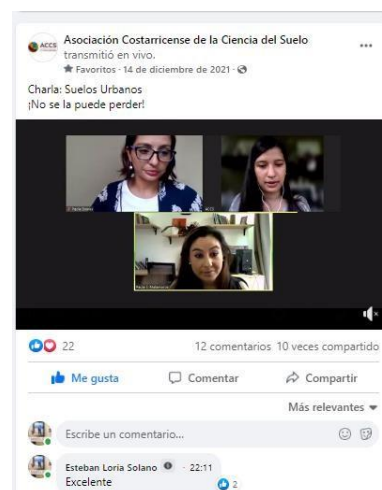 ACCS
Asociación Costarricense de la Ciencia del Suelo
transmitió en vivo.
Favoritos · 14 de diciembre de 2021 ·
Charla: Suelos Urbanos
¡No se la puede perder!
ACCS
22
12 comentarios 10 veces compartido
Me gusta
Comentar
Compartir
Más relevantes
Escribe un comentario...
Esteban Loria Solano · 22:11
Excelente
2